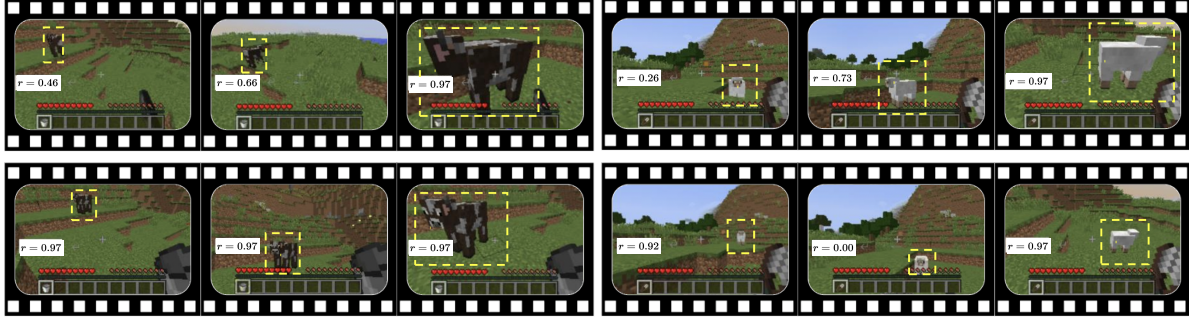 r = 0.46
r = 0.66
r = 0.97
r = 0.26
r = 0.73
r = 0.97
r = 0.97
r = 0.97
r = 0.97
r = 0.92
r = 0.00
r = 0.97